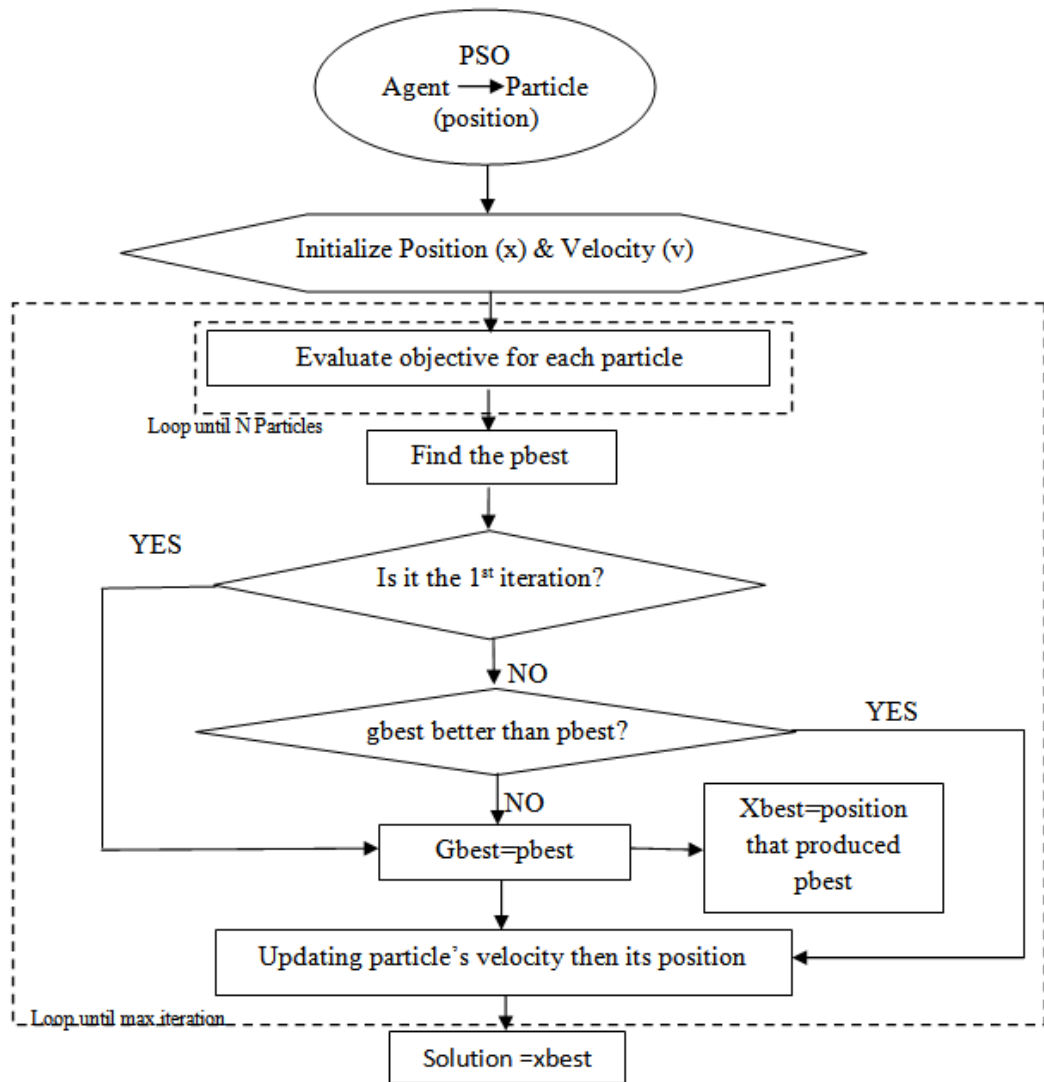 PSO
Agent → Particle
(position)
Initialize Position (x) & Velocity (v)
Evaluate objective for each particle
Loop until N Particles
Find the pbest
YES
Is it the 1st iteration?
NO
gbest better than pbest?
YES
NO
Gbest=pbest
Xbest=position
that produced
pbest
Updating particle's velocity then its position
Loop until max iteration
Solution =xbest